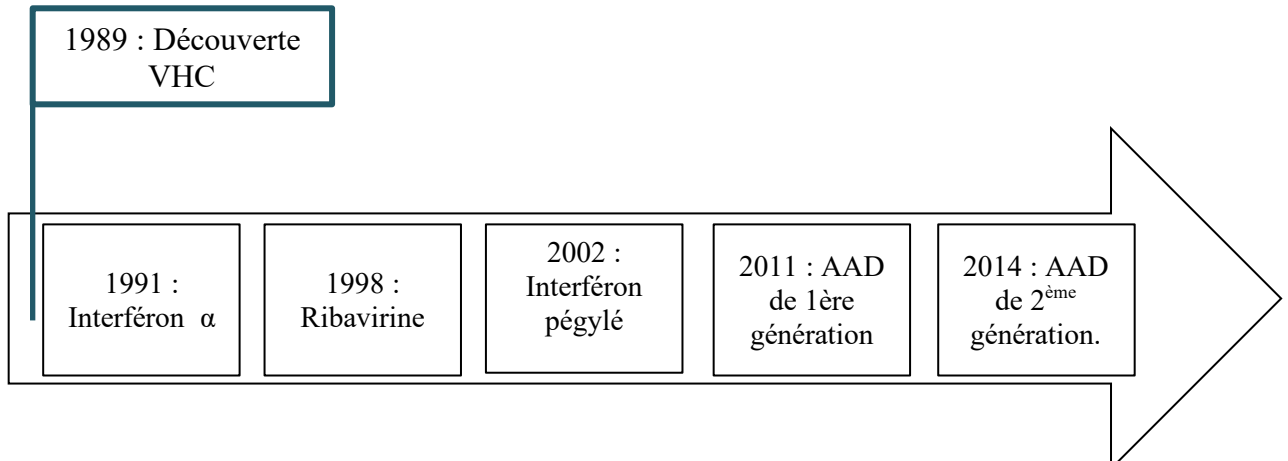 1989 : Découverte
VHC
1991 :
Interféron α
1998 :
Ribavirine
2002 :
Interféron
pégylé
2011 : AAD
de 1ère
génération
2014 : AAD
de 2ème
génération.